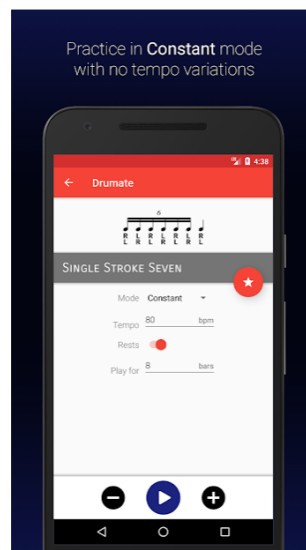 Practice in Constant mode
with no tempo variations
4:38
Drumate
6
R L R L R L R
L R L R L R L
SINGLE STROKE SEVEN
Mode Constant
Tempo 80 bpm
Rests
Play for 8 bars